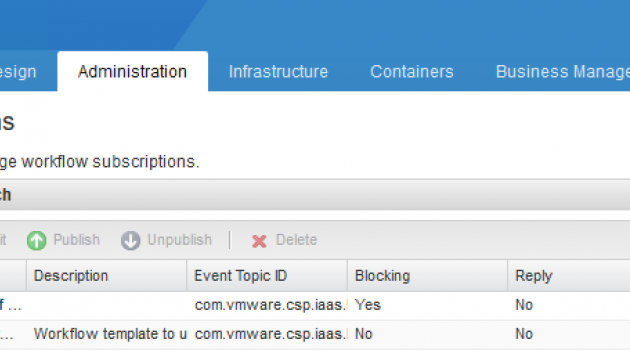 esign Administration Infrastructure Containers Business Manage
ns
ge workflow subscriptions.
ch
it Publish Unpublish Delete
Description Event Topic ID Blocking Reply
f ... com.vmware.csp.iaas. Yes No
... Workflow template to u com.vmware.csp.iaas. No No